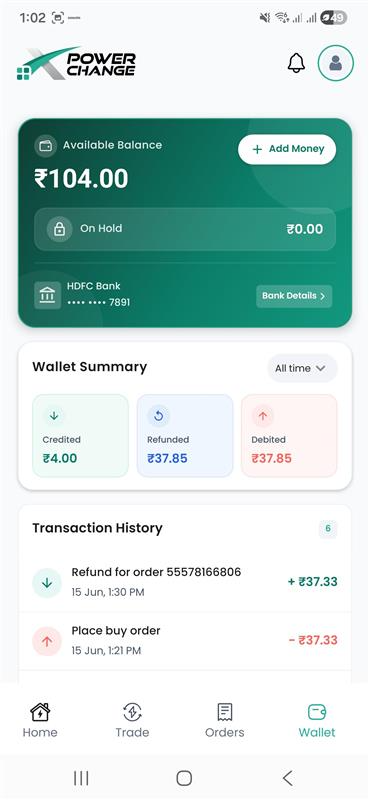 1:02
49
POWER
CHANGE
Available Balance
+ Add Money
₹104.00
On Hold
₹0.00
HDFC Bank
•••• •••• 7891
Bank Details >
Wallet Summary
All time
Credited
₹4.00
Refunded
₹37.85
Debited
₹37.85
Transaction History
6
Refund for order 55578166806
15 Jun, 1:30 PM
+ ₹37.33
Place buy order
15 Jun, 1:21 PM
- ₹37.33
Home
Trade
Orders
Wallet